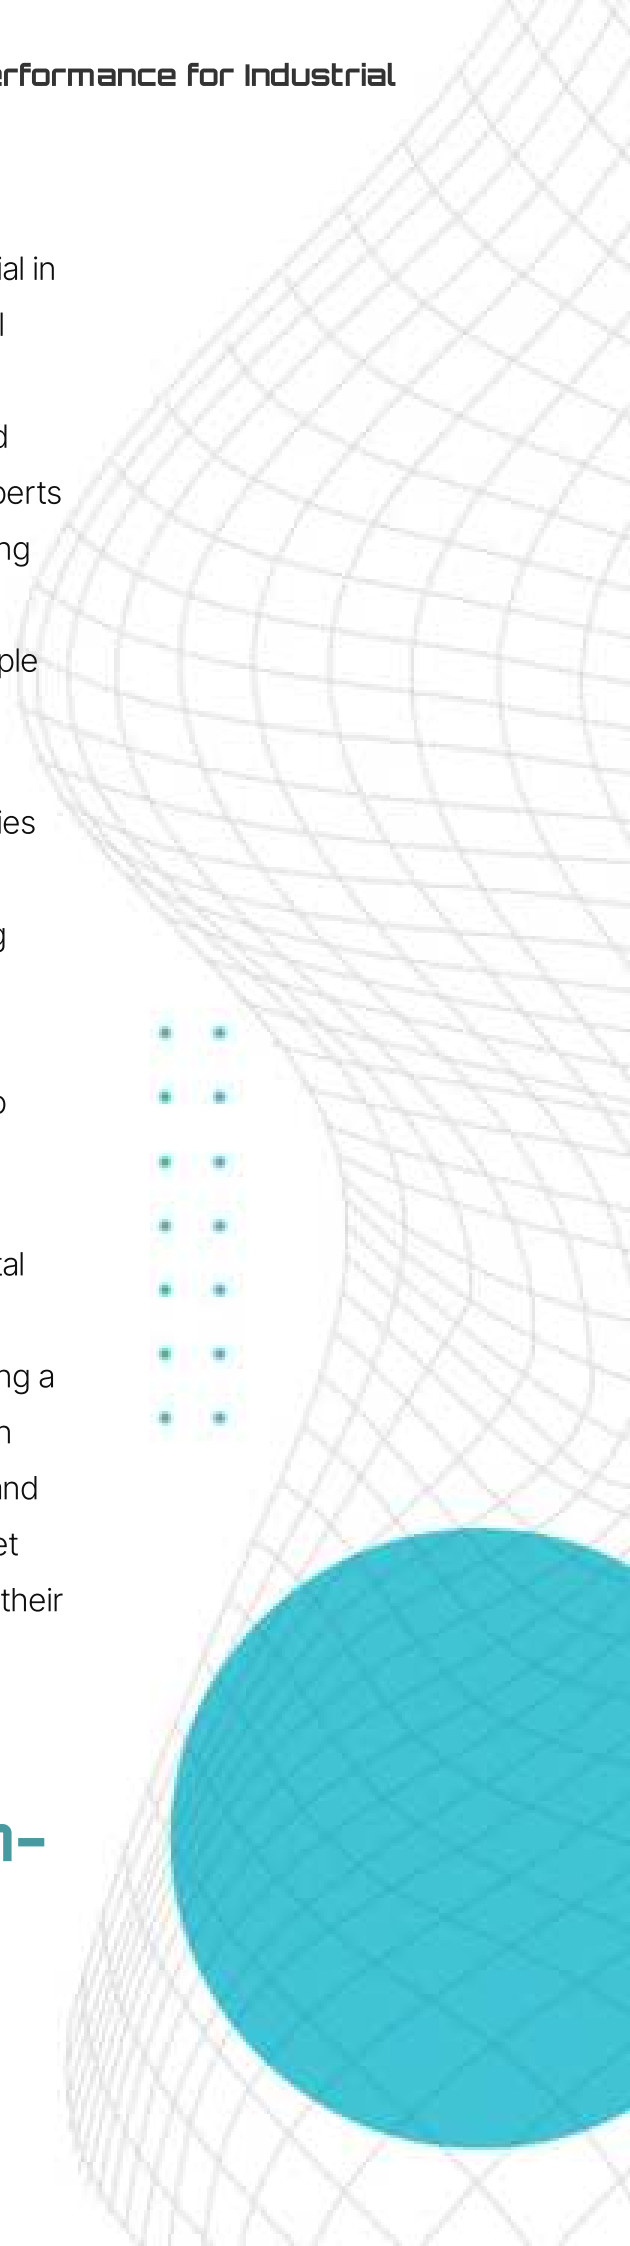 erformance for Industrial
ial in
l
d
perts
ng
ple
ies
g
o
tal
ng a
n
and
et
their
n-